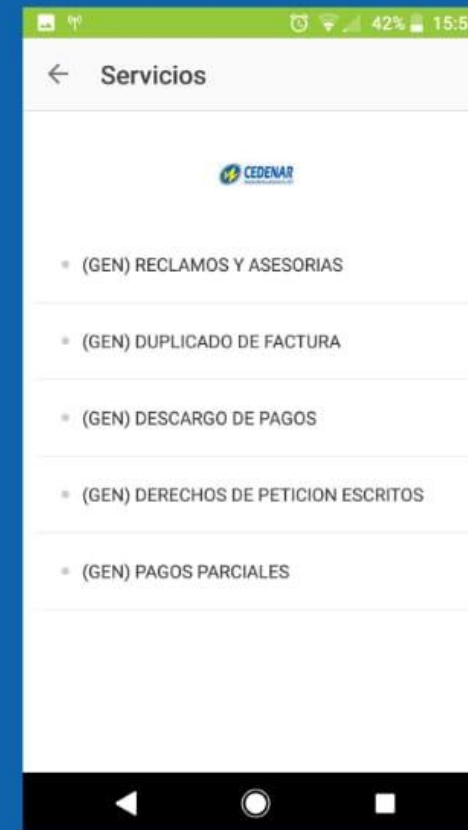 42% 15:5
Servicios
CEDENAR
(GEN) RECLAMOS Y ASESORIAS
(GEN) DUPLICADO DE FACTURA
(GEN) DESCARGO DE PAGOS
(GEN) DERECHOS DE PETICION ESCRITOS
(GEN) PAGOS PARCIALES